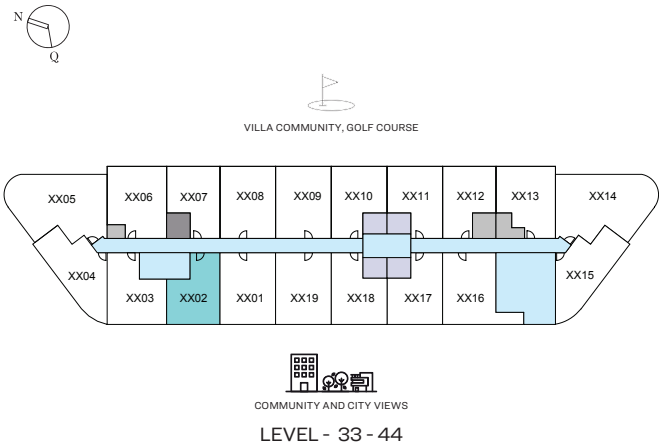 N
Q
VILLA COMMUNITY, GOLF COURSE
XX05 XX06 XX07 XX08 XX09 XX10 XX11 XX12 XX13 XX14
XX04 XX03 XX02 XX01 XX19 XX18 XX17 XX16 XX15
COMMUNITY AND CITY VIEWS
LEVEL - 33 - 44